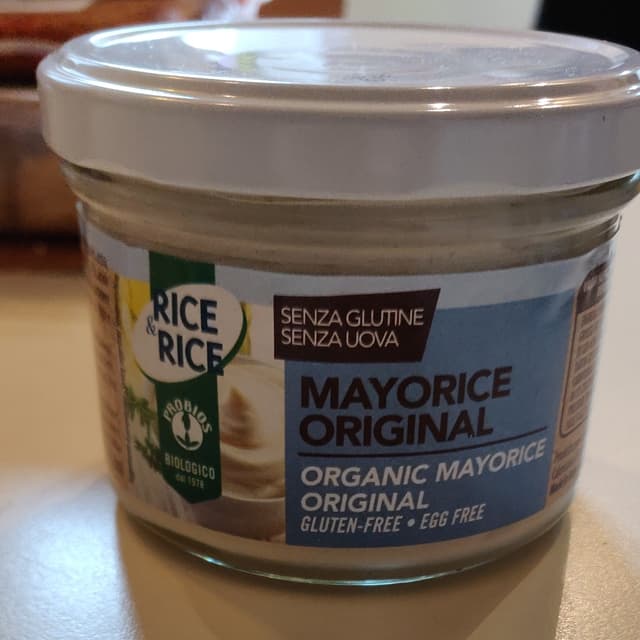 RICE
&
RICE
PROBIOS
BIOLOGICO
dal 1978
SENZA GLUTINE
SENZA UOVA
MAYORICE
ORIGINAL
ORGANIC MAYORICE
ORIGINAL
GLUTEN-FREE • EGG FREE